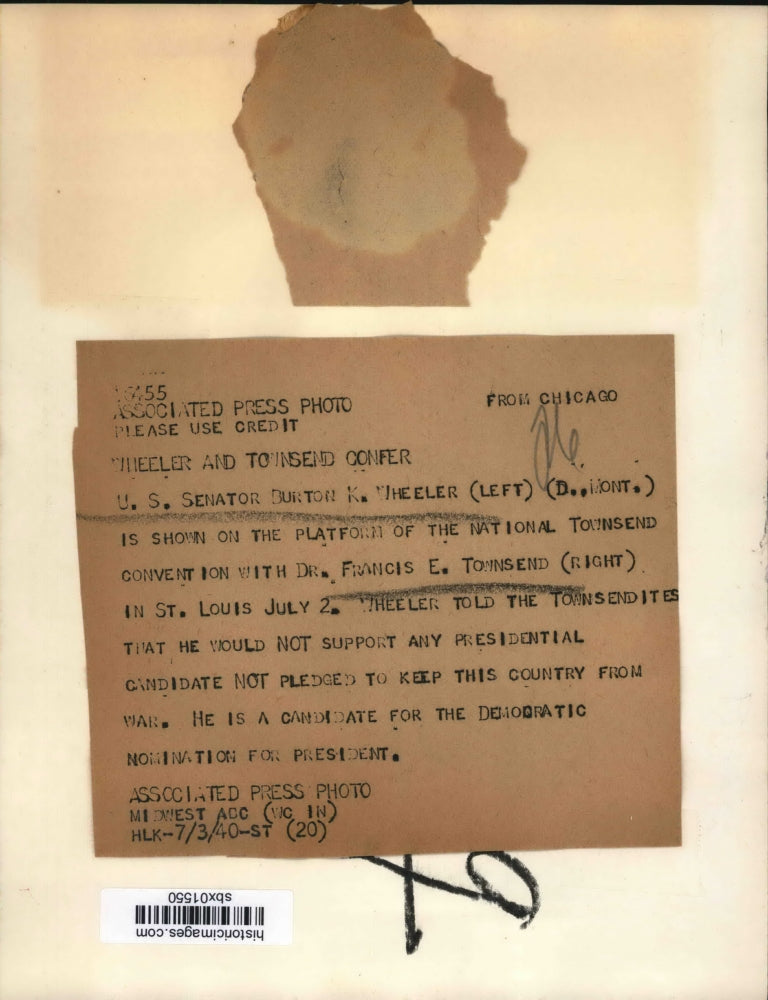 ASSOCIATED PRESS PHOTO FROM CHICAGO
PLEASE USE CREDIT
WHEELER AND TOWNSEND CONFER
U. S. SENATOR BURTON K. WHEELER (LEFT) (D., MONT.)
IS SHOWN ON THE PLATFORM OF THE NATIONAL TOWNSEND
CONVENTION WITH DR. FRANCIS E. TOWNSEND (RIGHT)
IN ST. LOUIS JULY 2. WHEELER TOLD THE TOWNSENDITES
THAT HE WOULD NOT SUPPORT ANY PRESIDENTIAL
CANDIDATE NOT PLEDGED TO KEEP THIS COUNTRY FROM
WAR. HE IS A CANDIDATE FOR THE DEMOCRATIC
NOMINATION FOR PRESIDENT.
ASSOCIATED PRESS PHOTO
MIDWEST ABC (WC IN)
HLK-7/3/40-ST (20)
historicimages.com
sbx01550